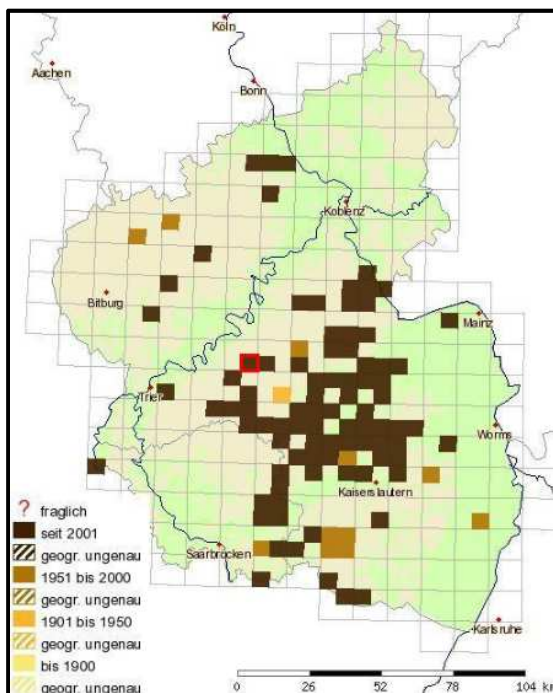 Köln
Aachen
Bonn
Koblenz
Bitburg
Mainz
Trier
Worms
Kaiserslautern
Saarbrücken
Karlsruhe
? fraglich
seit 2001
geogr. ungenau
1951 bis 2000
geogr. ungenau
1901 bis 1950
geogr. ungenau
bis 1900
geogr. ungenau
0 26 52 78 104 km